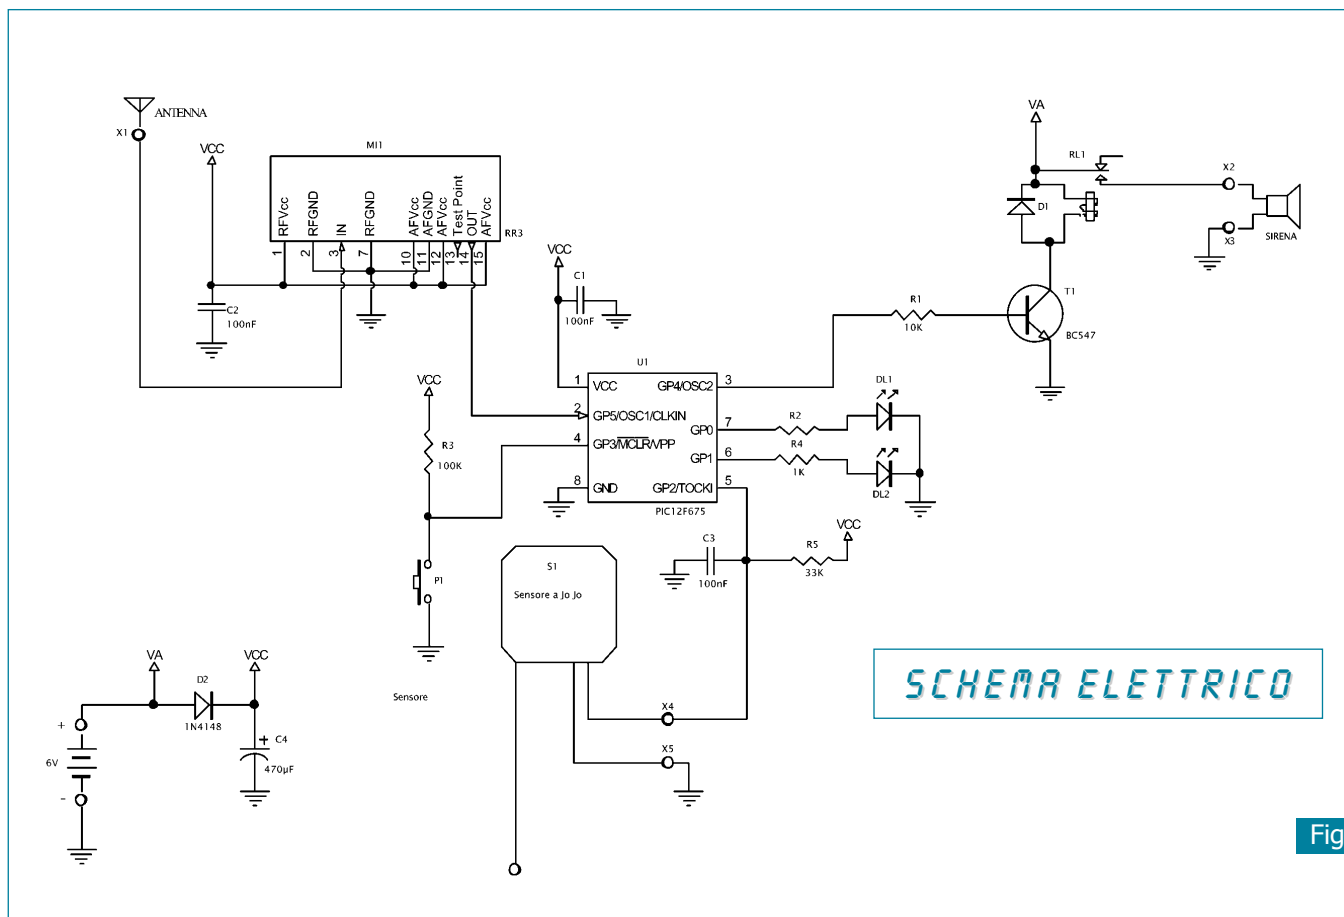 ANTENNA
X1
VCC
MI1
RFVcc
RFGND
IN
RFGND
AFVcc
AFGND
AFVcc
Test Point
OUT
AFVcc
RR3
1
2
3
7
10
11
12
13
14
15
C2
100nF
VCC
C1
100nF
VA
RL1
D1
X2
X3
SIRENA
T1
BC547
R1
10K
U1
1
VCC
GP4/OSC2
3
2
GP5/OSC1/CLKIN
GP0
7
4
GP3/MCLR/VPP
GP1
6
8
GND
GP2/TOCKI
5
PIC12F675
DL1
R2
R4
1K
DL2
VCC
R3
100K
P1
Sensore
S1
Sensore a Jo Jo
C3
100nF
R5
33K
VCC
X4
X5
VA
VCC
D2
1N4148
+
6V
-
+
C4
470µF
SCHEMA ELETTRICO
Fig